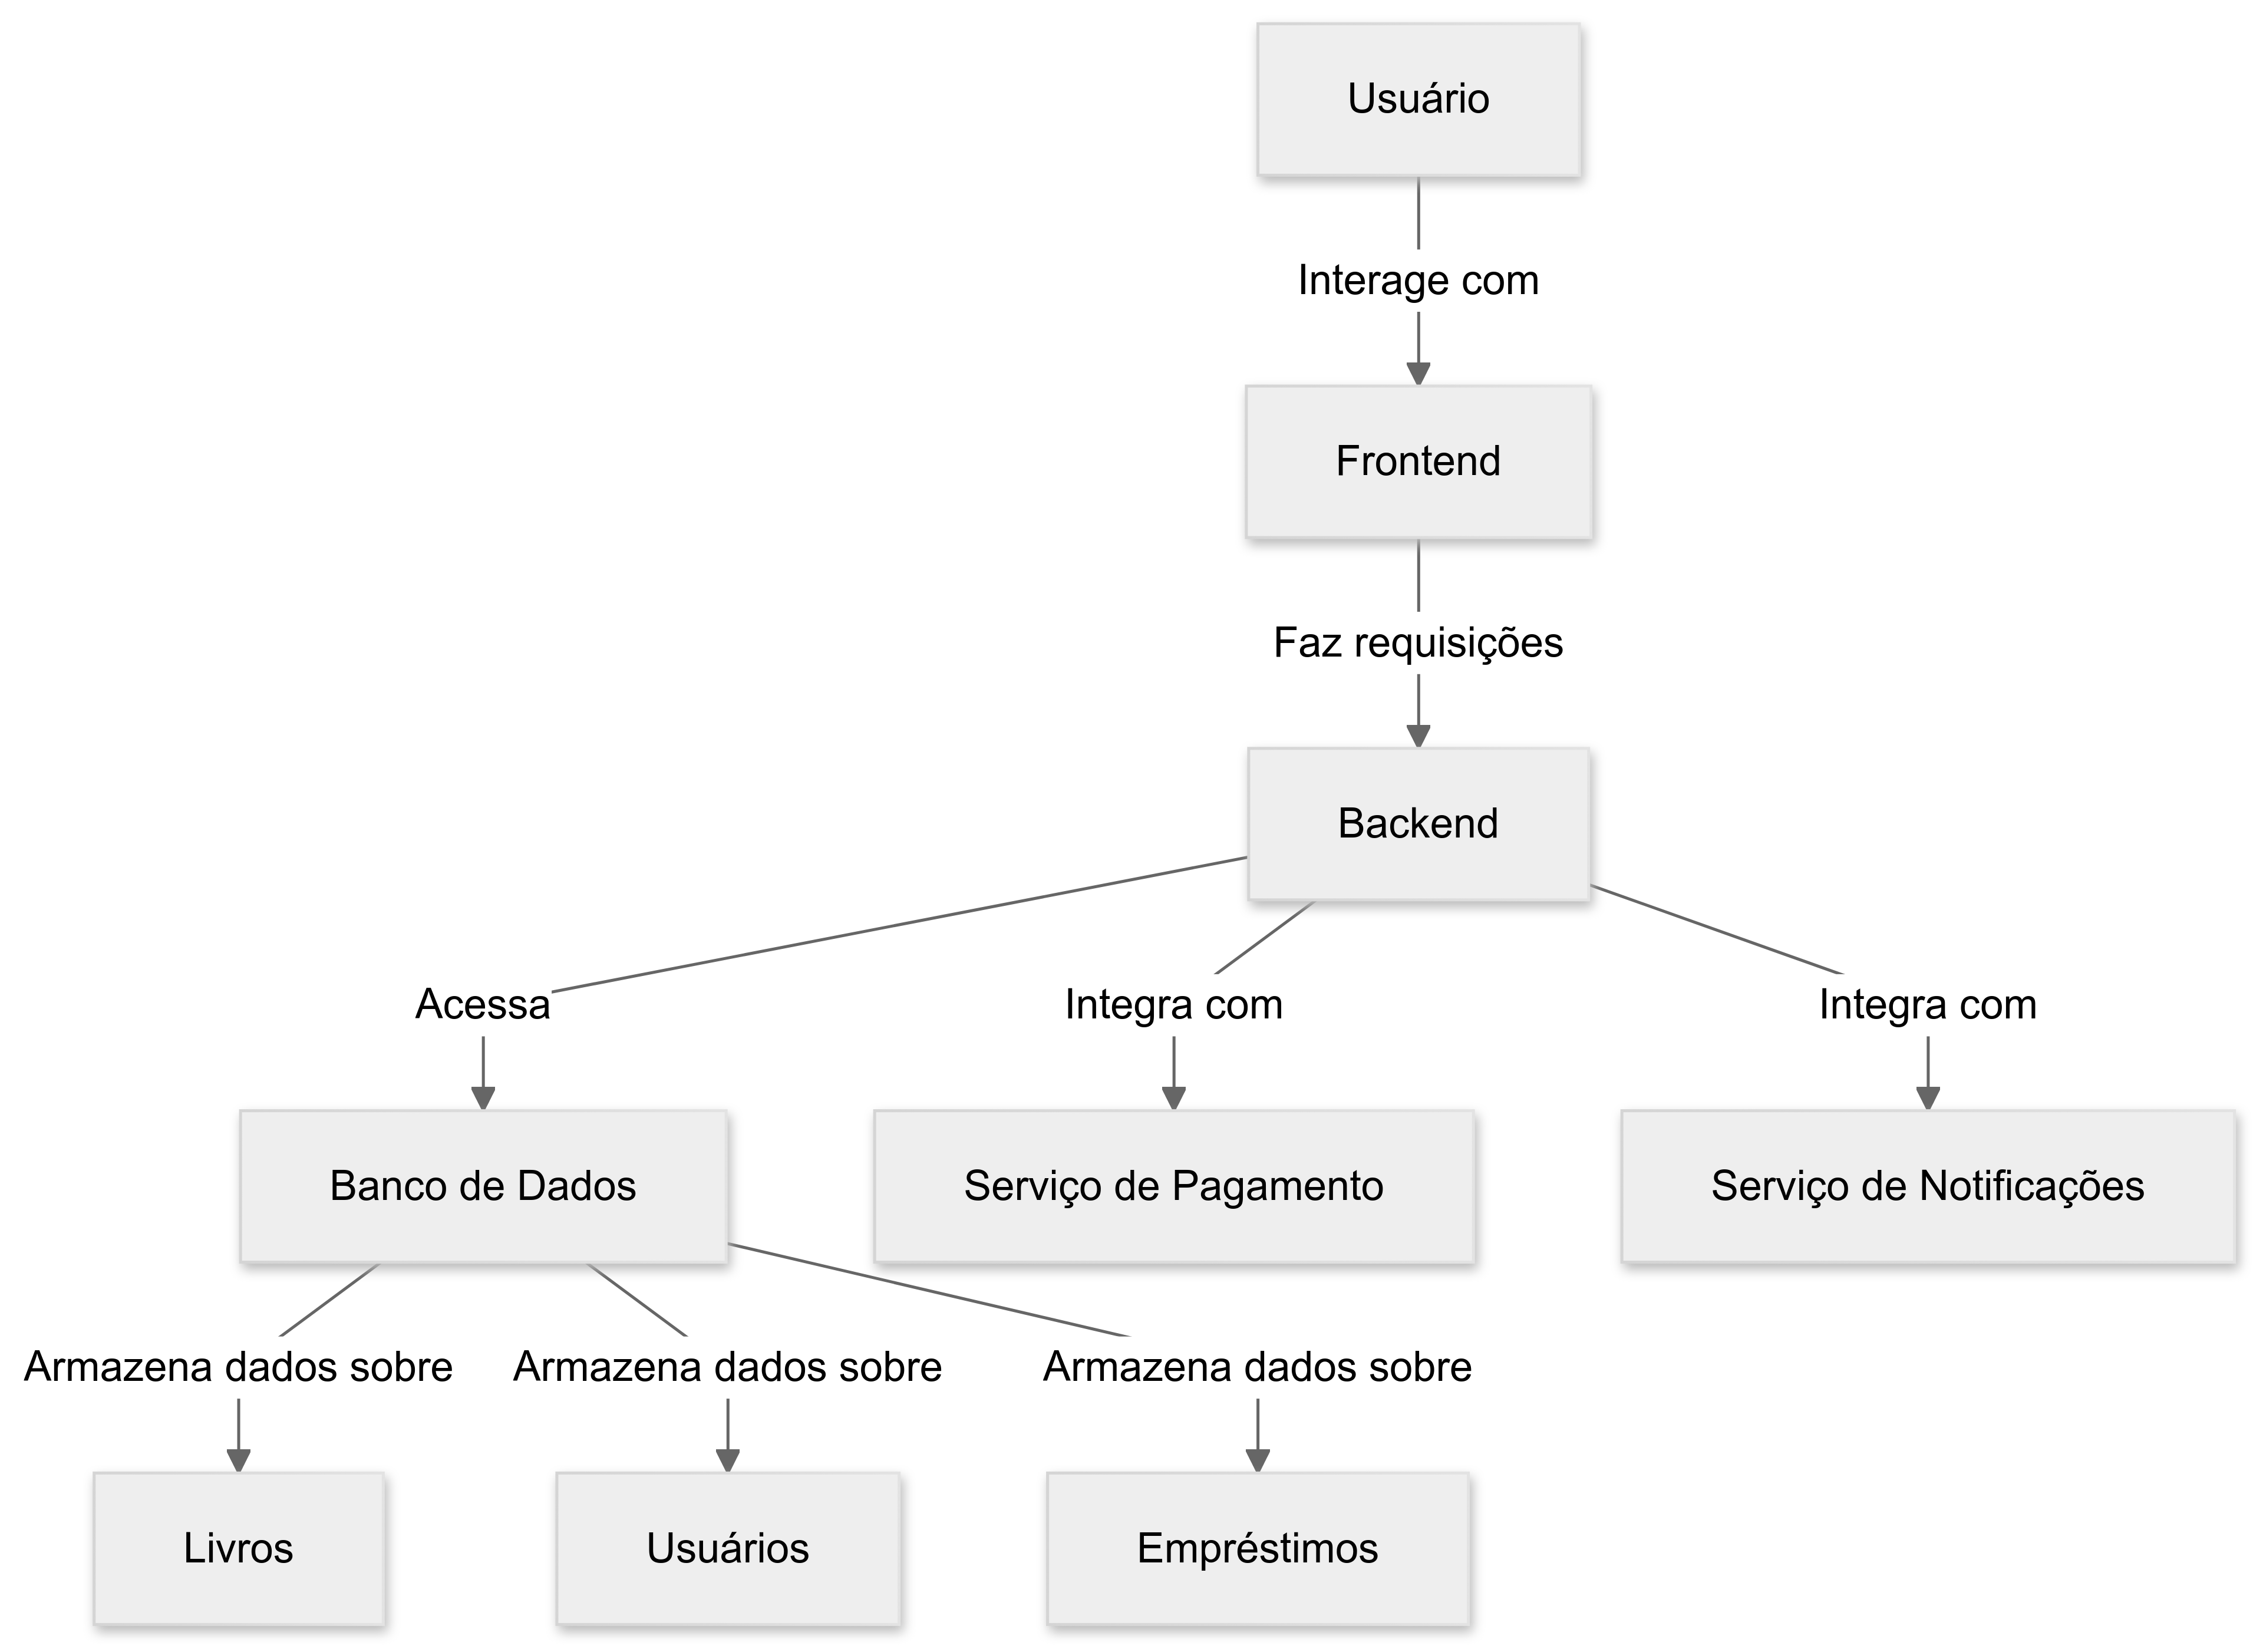 Usuário
Interage com
Frontend
Faz requisições
Backend
Acessa
Integra com
Integra com
Banco de Dados
Serviço de Pagamento
Serviço de Notificações
Armazena dados sobre
Armazena dados sobre
Armazena dados sobre
Livros
Usuários
Empréstimos